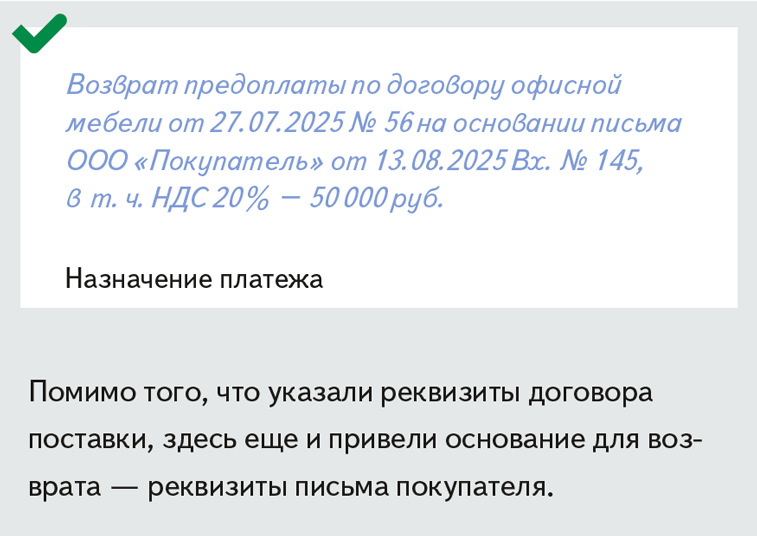 Возврат предоплаты по договору офисной
мебели от 27.07.2025 № 56 на основании письма
ООО «Покупатель» от 13.08.2025 Вх. № 145,
в т. ч. НДС 20% — 50 000 руб.
Назначение платежа
Помимо того, что указали реквизиты договора
поставки, здесь еще и привели основание для воз-
врата — реквизиты письма покупателя.